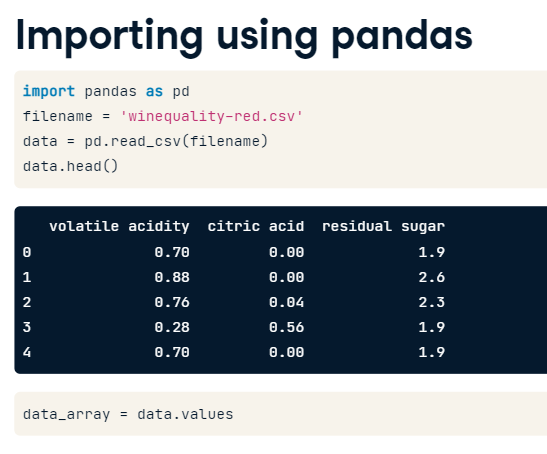 Importing using pandas
import pandas as pd
filename = 'winequality-red.csv'
data = pd.read_csv(filename)
data.head()
volatile acidity citric acid residual sugar
0 0.70 0.00 1.9
1 0.88 0.00 2.6
2 0.76 0.04 2.3
3 0.28 0.56 1.9
4 0.70 0.00 1.9
data_array = data.values